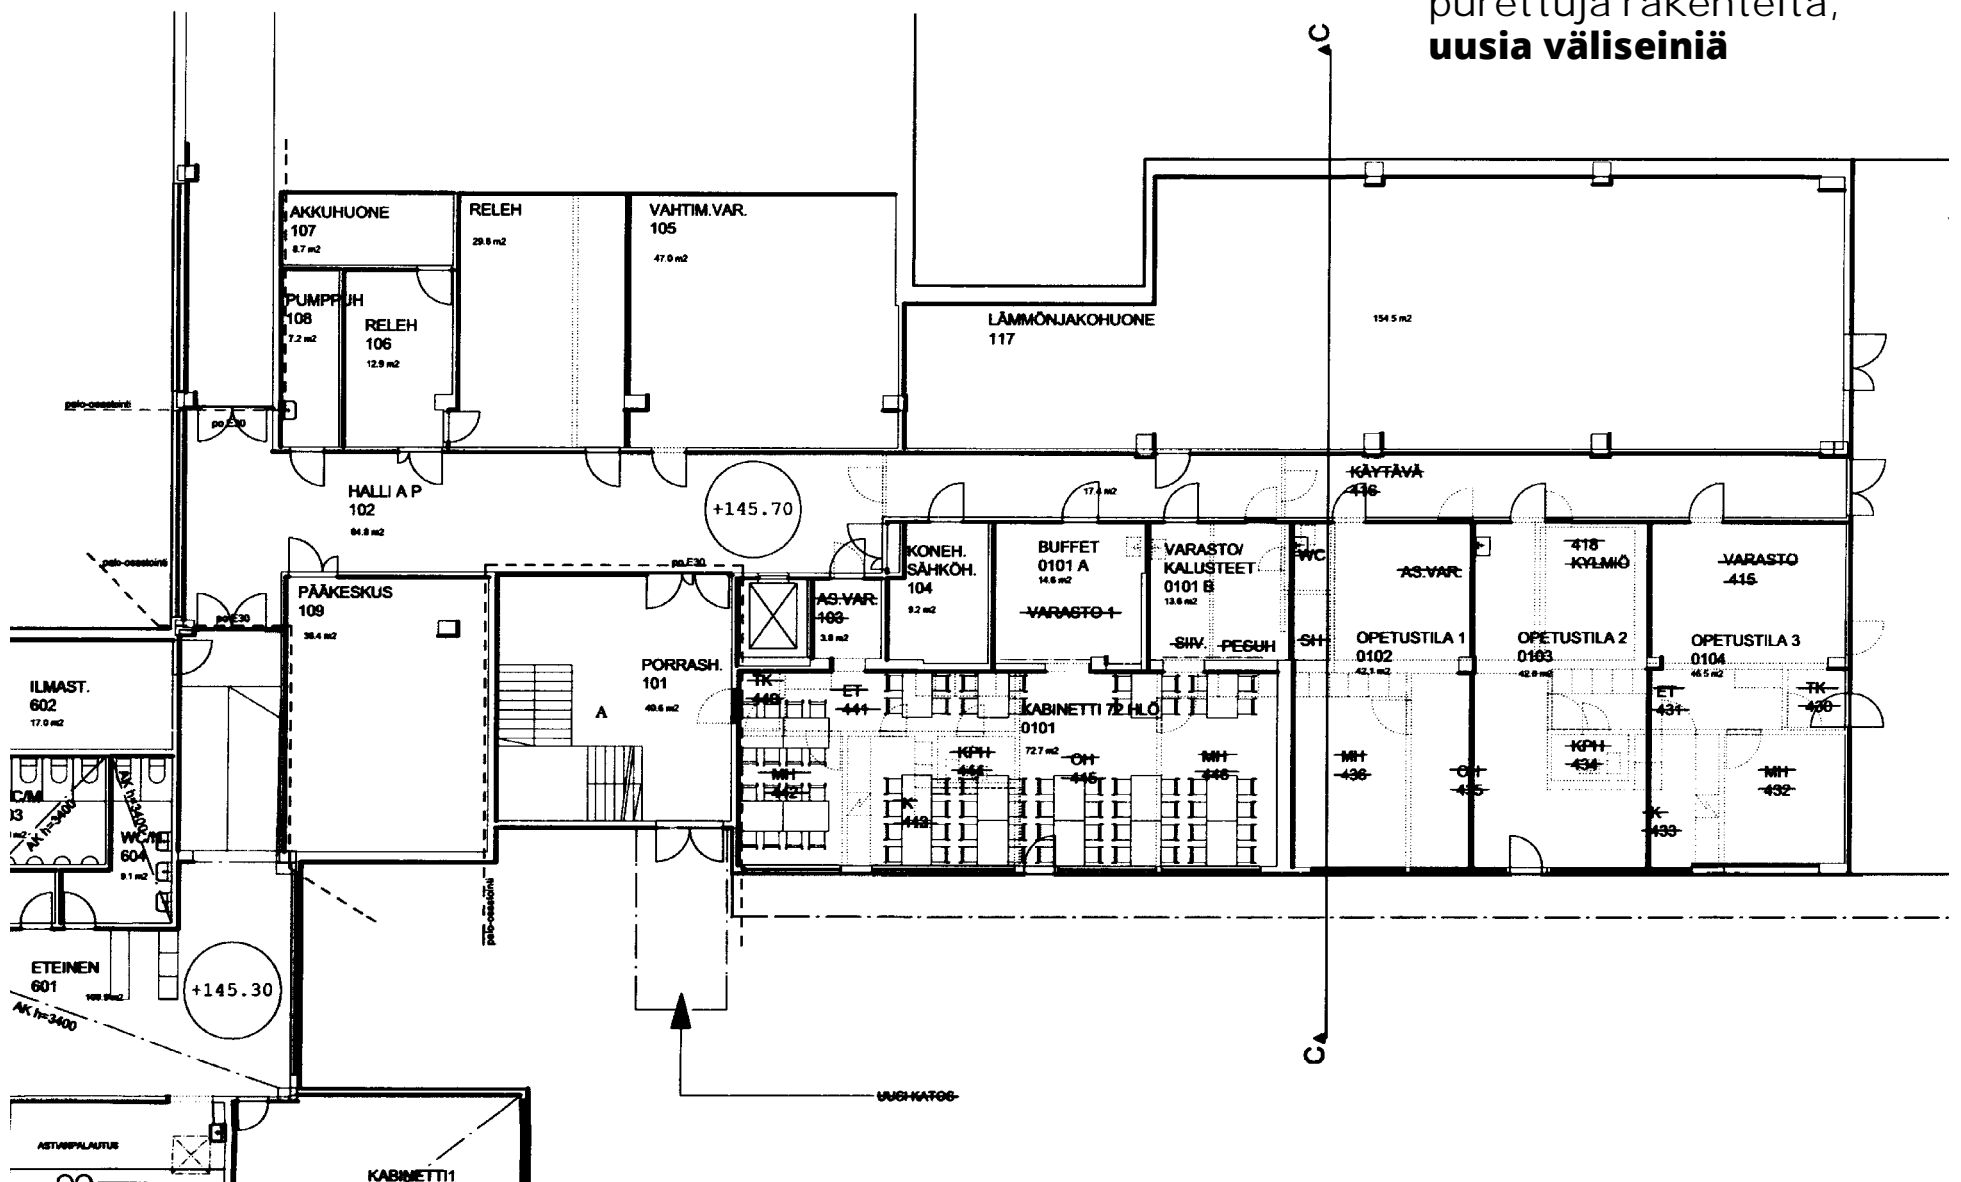 purettuja rakenteita,
uusia väliseiniä
C
AKKUHUONE
107
8.7 m2
RELEH
29.8 m2
VAHTIM.VAR.
105
47.0 m2
PUMPPUH
108
7.2 m2
RELEH
106
12.9 m2
LÄMMÖNJAKOHUONE
117
154.5 m2
palo-osastointi
po E30
HALLI A P
102
84.8 m2
+145.70
17.4 m2
KÄYTÄVÄ
416
palo-osastointi
po E30
po E30
PÄÄKESKUS
109
38.4 m2
PORRASH.
101
40.6 m2
A
AS.VAR.
103
3.8 m2
KONEH.
SÄHKÖH.
104
9.2 m2
BUFFET
0101 A
14.6 m2
VARASTO 1
VARASTO/
KALUSTEET
0101 B
13.6 m2
SIIV.
PESUH
WC
SH
AS.VAR.
OPETUSTILA 1
0102
42.1 m2
418
KYLMIÖ
OPETUSTILA 2
0103
42.0 m2
VARASTO
415
OPETUSTILA 3
0104
46.5 m2
ILMAST.
602
17.0 m2
TK
440
ET
441
KABINETTI 72 HLÖ
0101
72.7 m2
MH
442
K
443
KPH
444
OH
445
MH
446
MH
436
OH
435
KPH
434
ET
431
TK
430
K
433
MH
432
WC/M
03
AK h=3400
AK h=3400
604
9.1 m2
palo-osastointi
ETEINEN
601
AK h=3400
+145.30
C
UUSI KATOS
ASTIANPALAUTUS
KABINETTI1